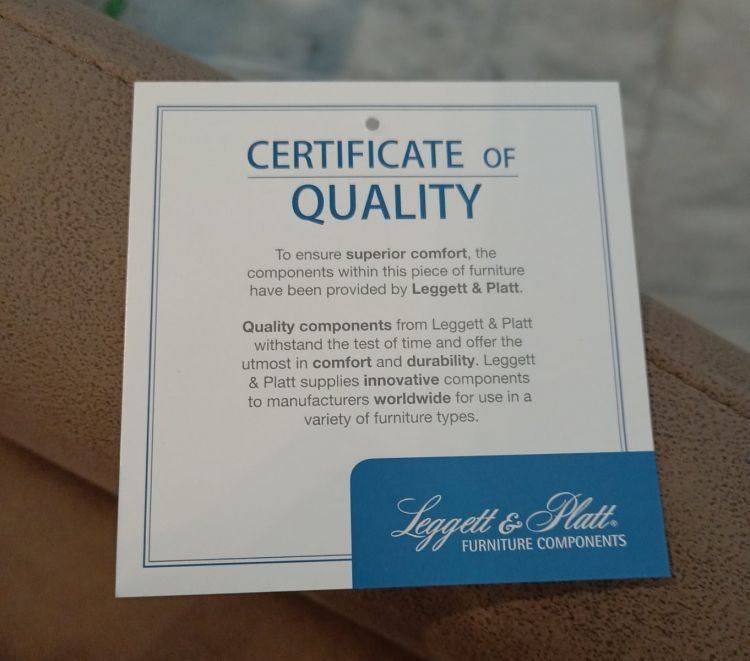 CERTIFICATE OF
QUALITY
To ensure superior comfort, the
components within this piece of furniture
have been provided by Leggett & Platt.
Quality components from Leggett & Platt
withstand the test of time and offer the
utmost in comfort and durability. Leggett
& Platt supplies innovative components
to manufacturers worldwide for use in a
variety of furniture types.
Leggett & Platt®
FURNITURE COMPONENTS